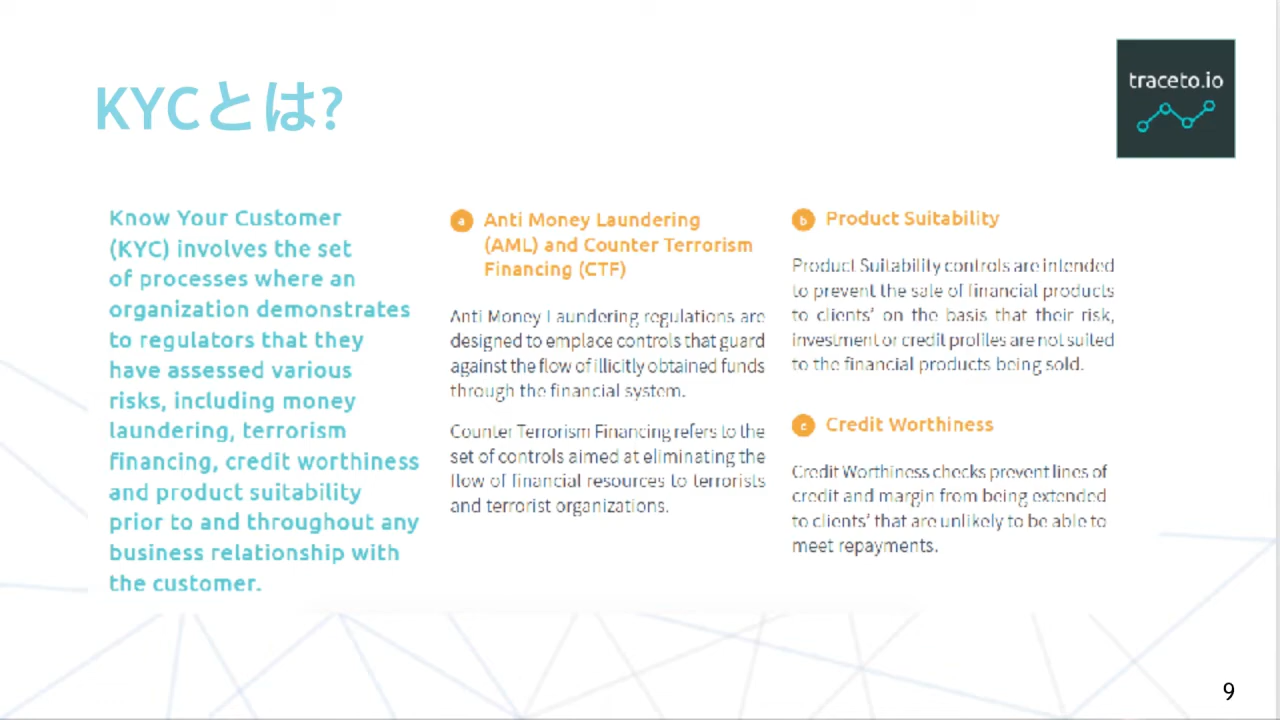 KYCとは?
traceto.io
Know Your Customer
(KYC) involves the set
of processes where an
organization demonstrates
to regulators that they
have assessed various
risks, including money
laundering, terrorism
financing, credit worthiness
and product suitability
prior to and throughout any
business relationship with
the customer.
a Anti Money Laundering
(AML) and Counter Terrorism
Financing (CTF)
Anti Money Laundering regulations are
designed to emplace controls that guard
against the flow of illicitly obtained funds
through the financial system.
Counter Terrorism Financing refers to the
set of controls aimed at eliminating the
flow of financial resources to terrorists
and terrorist organizations.
b Product Suitability
Product Suitability controls are intended
to prevent the sale of financial products
to clients’ on the basis that their risk,
investment or credit profiles are not suited
to the financial products being sold.
c Credit Worthiness
Credit Worthiness checks prevent lines of
credit and margin from being extended
to clients’ that are unlikely to be able to
meet repayments.
9